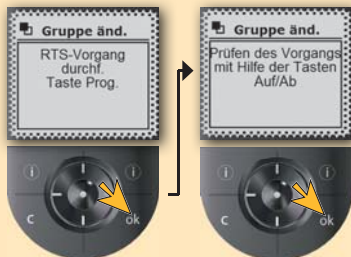 Gruppe änd.
RTS-Vorgang
durchf.
Taste Prog.
i
i
C
ok
Gruppe änd.
Prüfen des Vorgangs
mit Hilfe der Tasten
Auf/Ab
i
i
C
ok